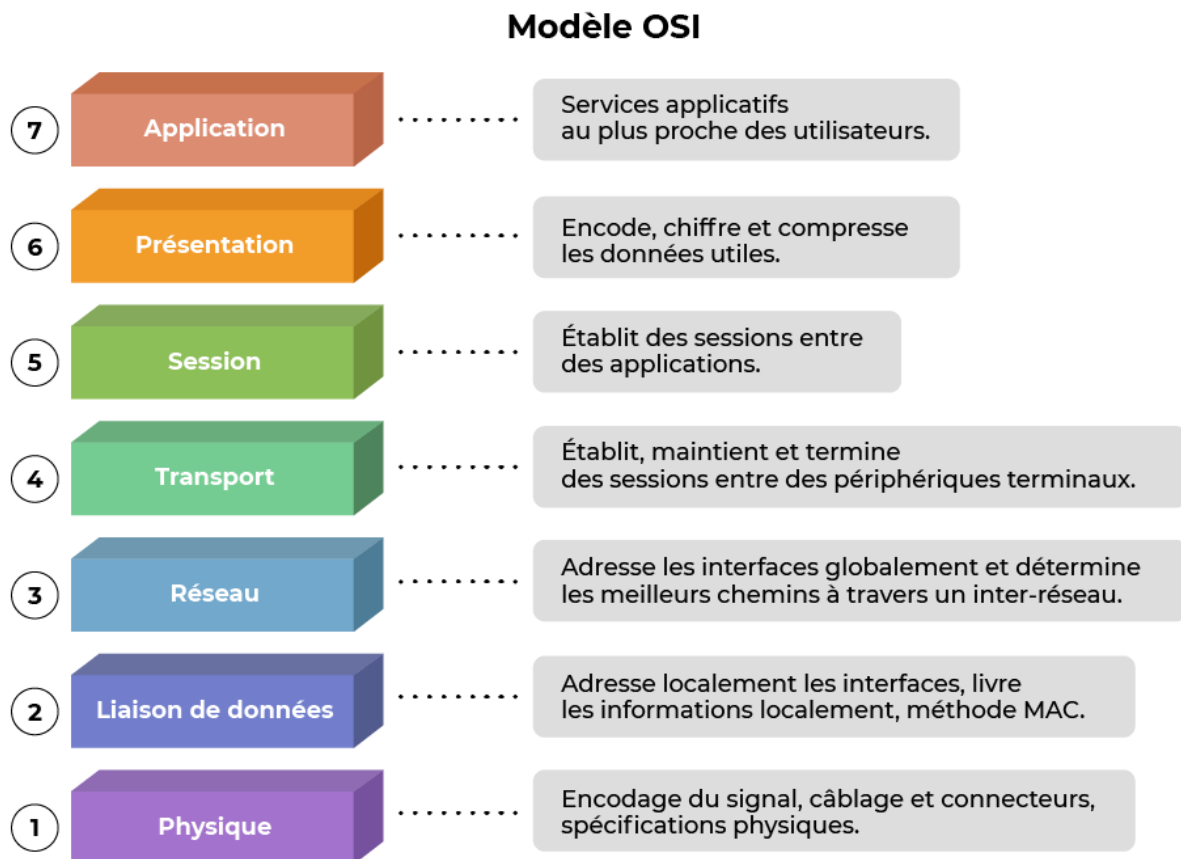 Modèle OSI
7
Application
Services applicatifs
au plus proche des utilisateurs.
6
Présentation
Encode, chiffre et compresse
les données utiles.
5
Session
Établit des sessions entre
des applications.
4
Transport
Établit, maintient et termine
des sessions entre des périphériques terminaux.
3
Réseau
Adresse les interfaces globalement et détermine
les meilleurs chemins à travers un inter-réseau.
2
Liaison de données
Adresse localement les interfaces, livre
les informations localement, méthode MAC.
1
Physique
Encodage du signal, câblage et connecteurs,
spécifications physiques.